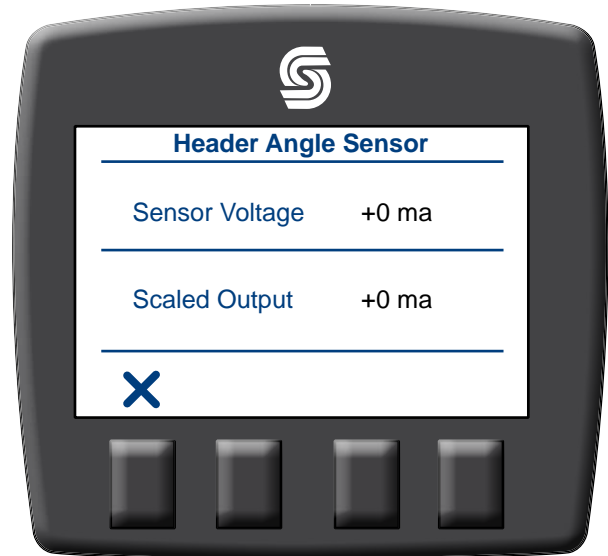 Header Angle Sensor
Sensor Voltage +0 ma
Scaled Output +0 ma